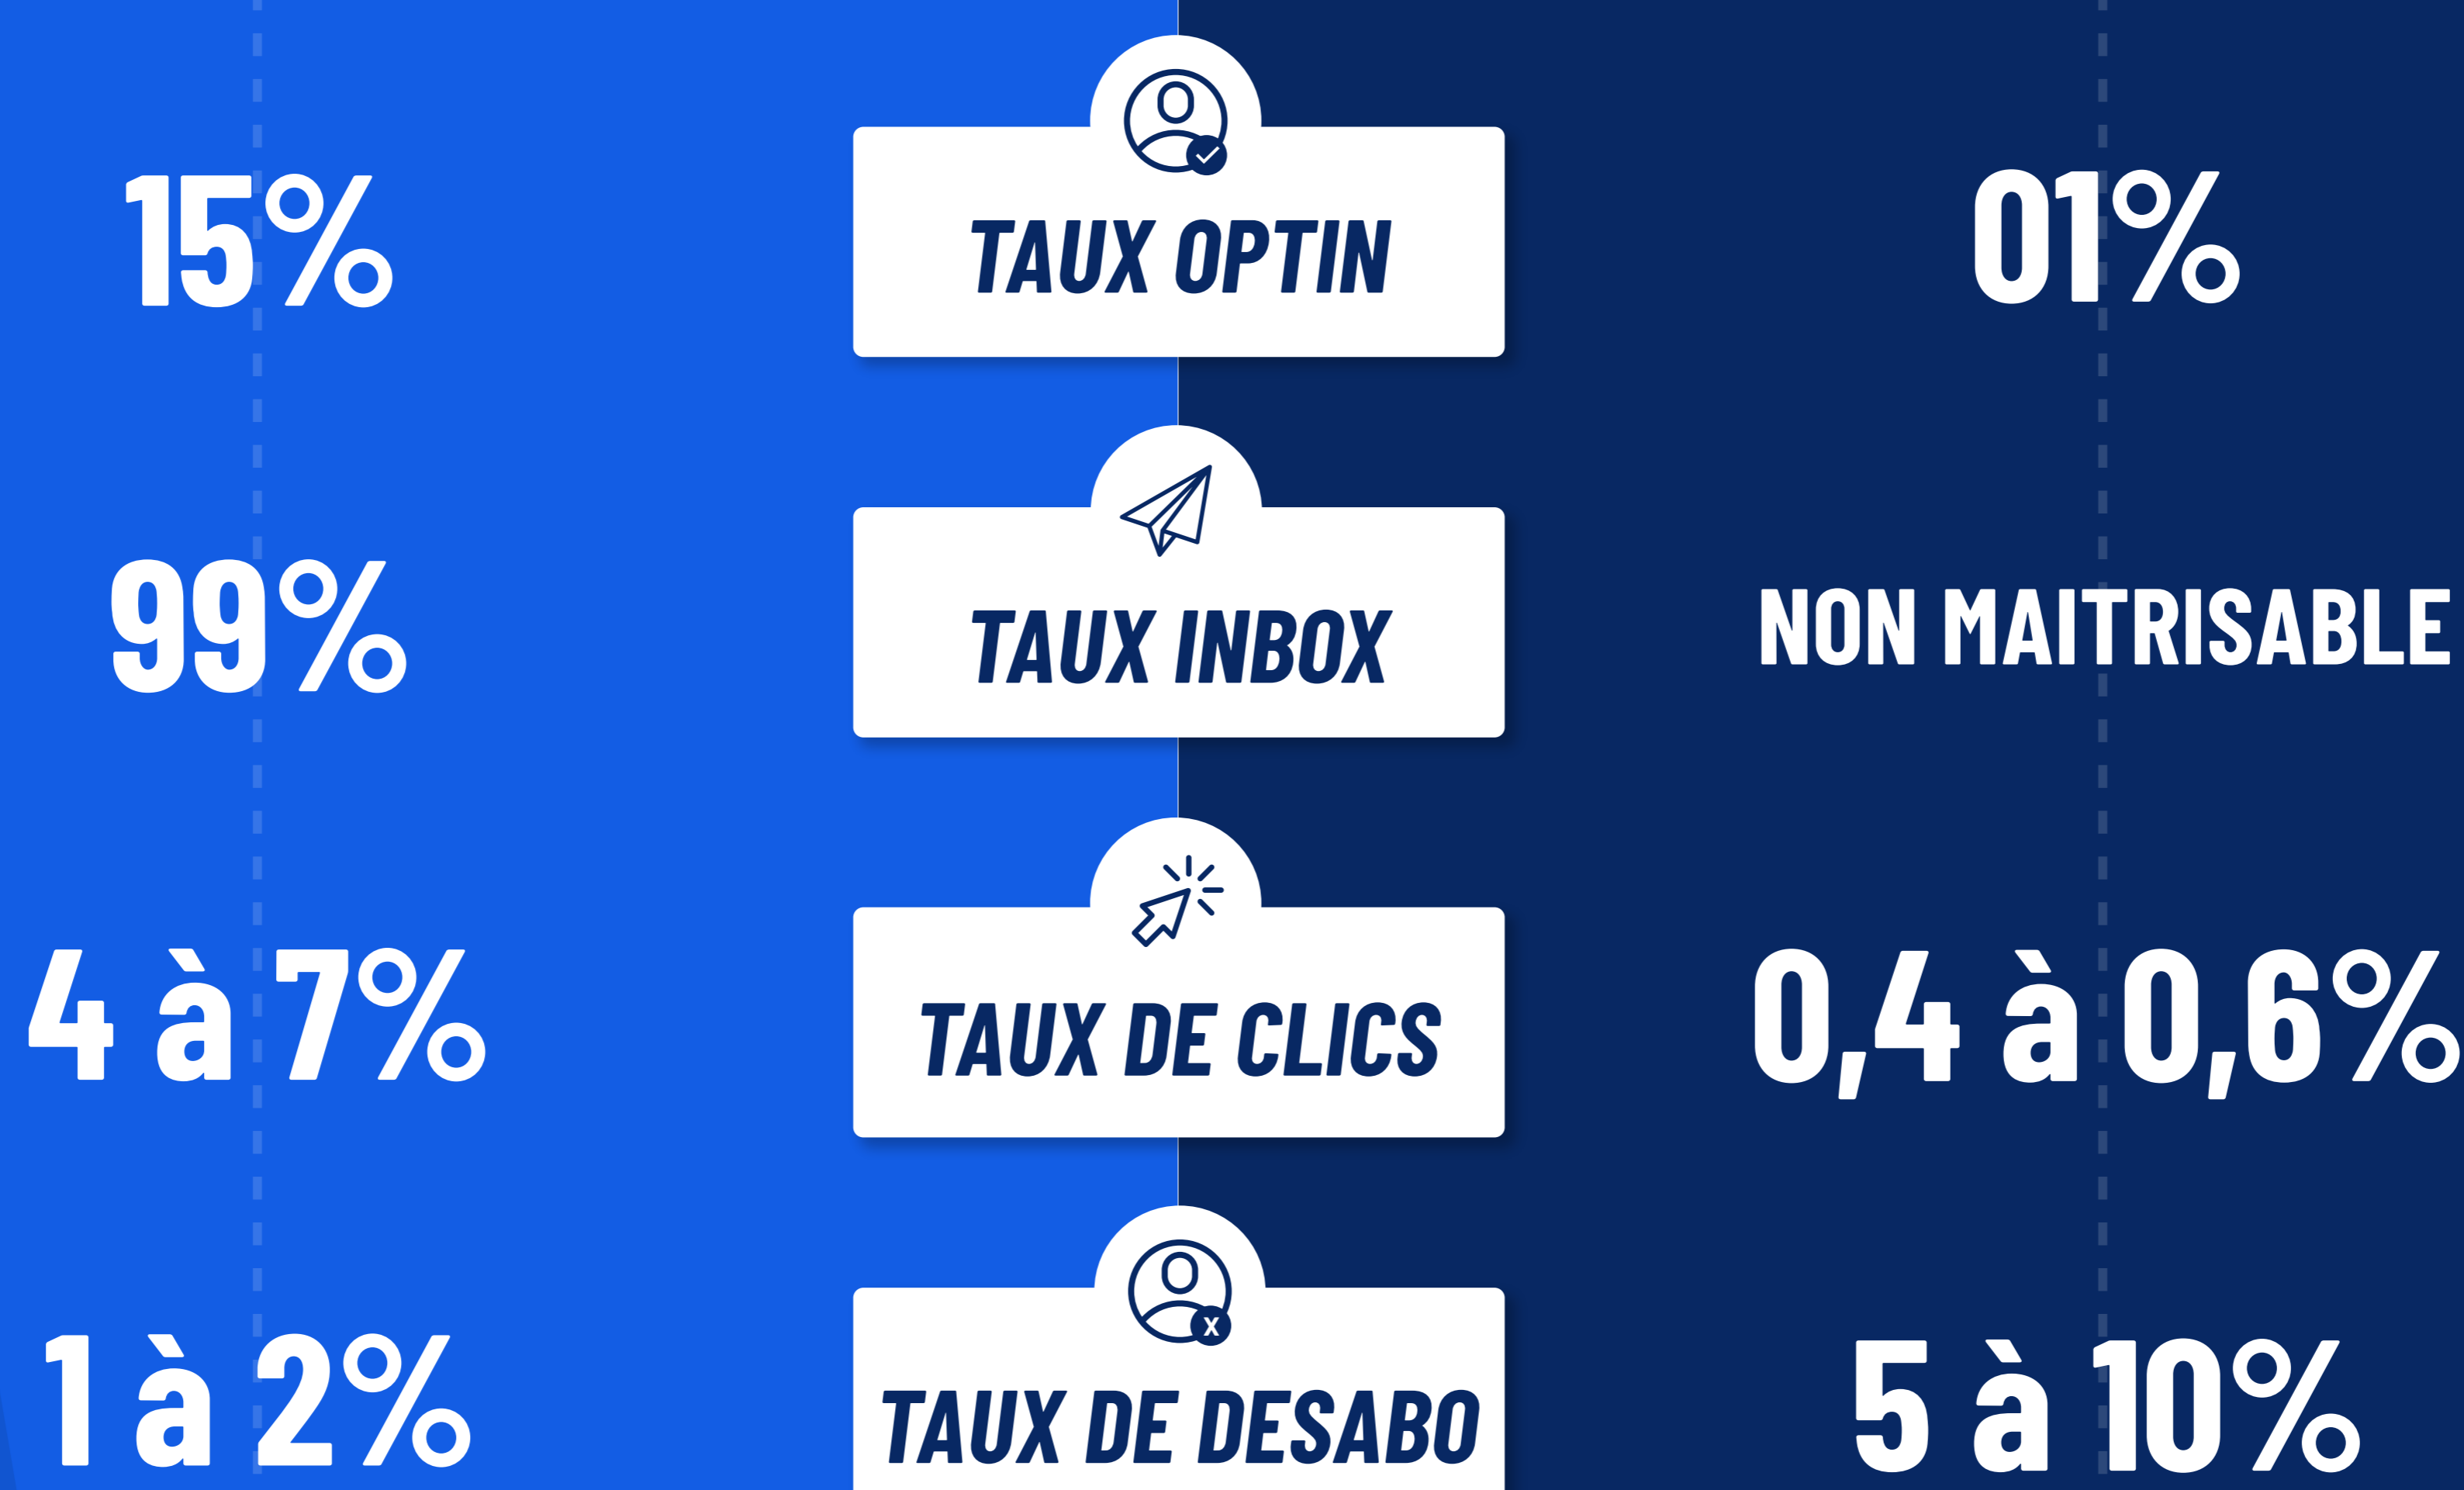 15%
TAUX OPTIN
01%
99%
TAUX INBOX
NON MAITRISABLE
4 à 7%
TAUX DE CLICS
0,4 à 0,6%
1 à 2%
TAUX DE DESABO
5 à 10%